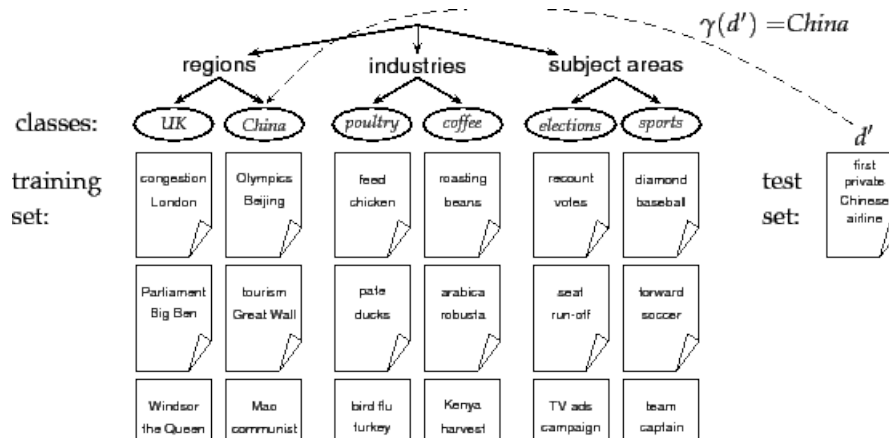 γ(d′) =China
regions industries subject areas
classes: UK China poultry coffee elections sports
d′
training set:
test set:
congestion
London
Olympics
Beijing
feed
chicken
roasting
beans
recount
votes
diamond
baseball
first
private
Chinese
airline
Parliament
Big Ben
tourism
Great Wall
pate
ducks
arabica
robusta
seat
run-off
forward
soccer
Windsor
the Queen
Mao
communist
bird flu
turkey
Kenya
harvest
TV ads
campaign
team
captain